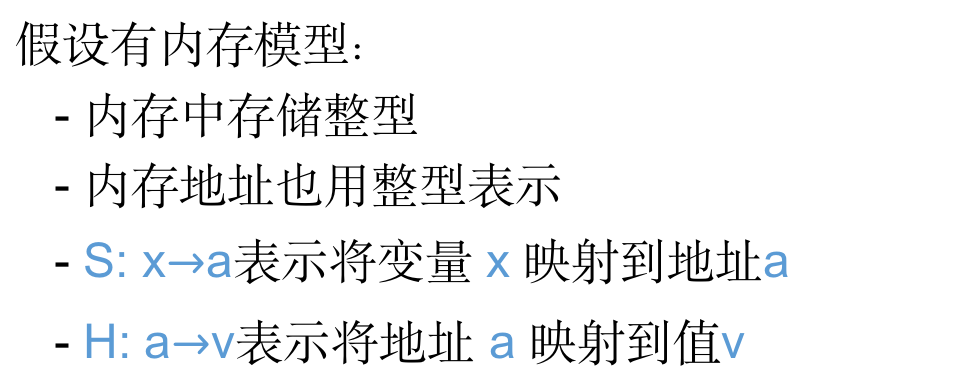 假设有内存模型:
- 内存中存储整型
- 内存地址也用整型表示
- S: x→a表示将变量 x 映射到地址a
- H: a→v表示将地址 a 映射到值v